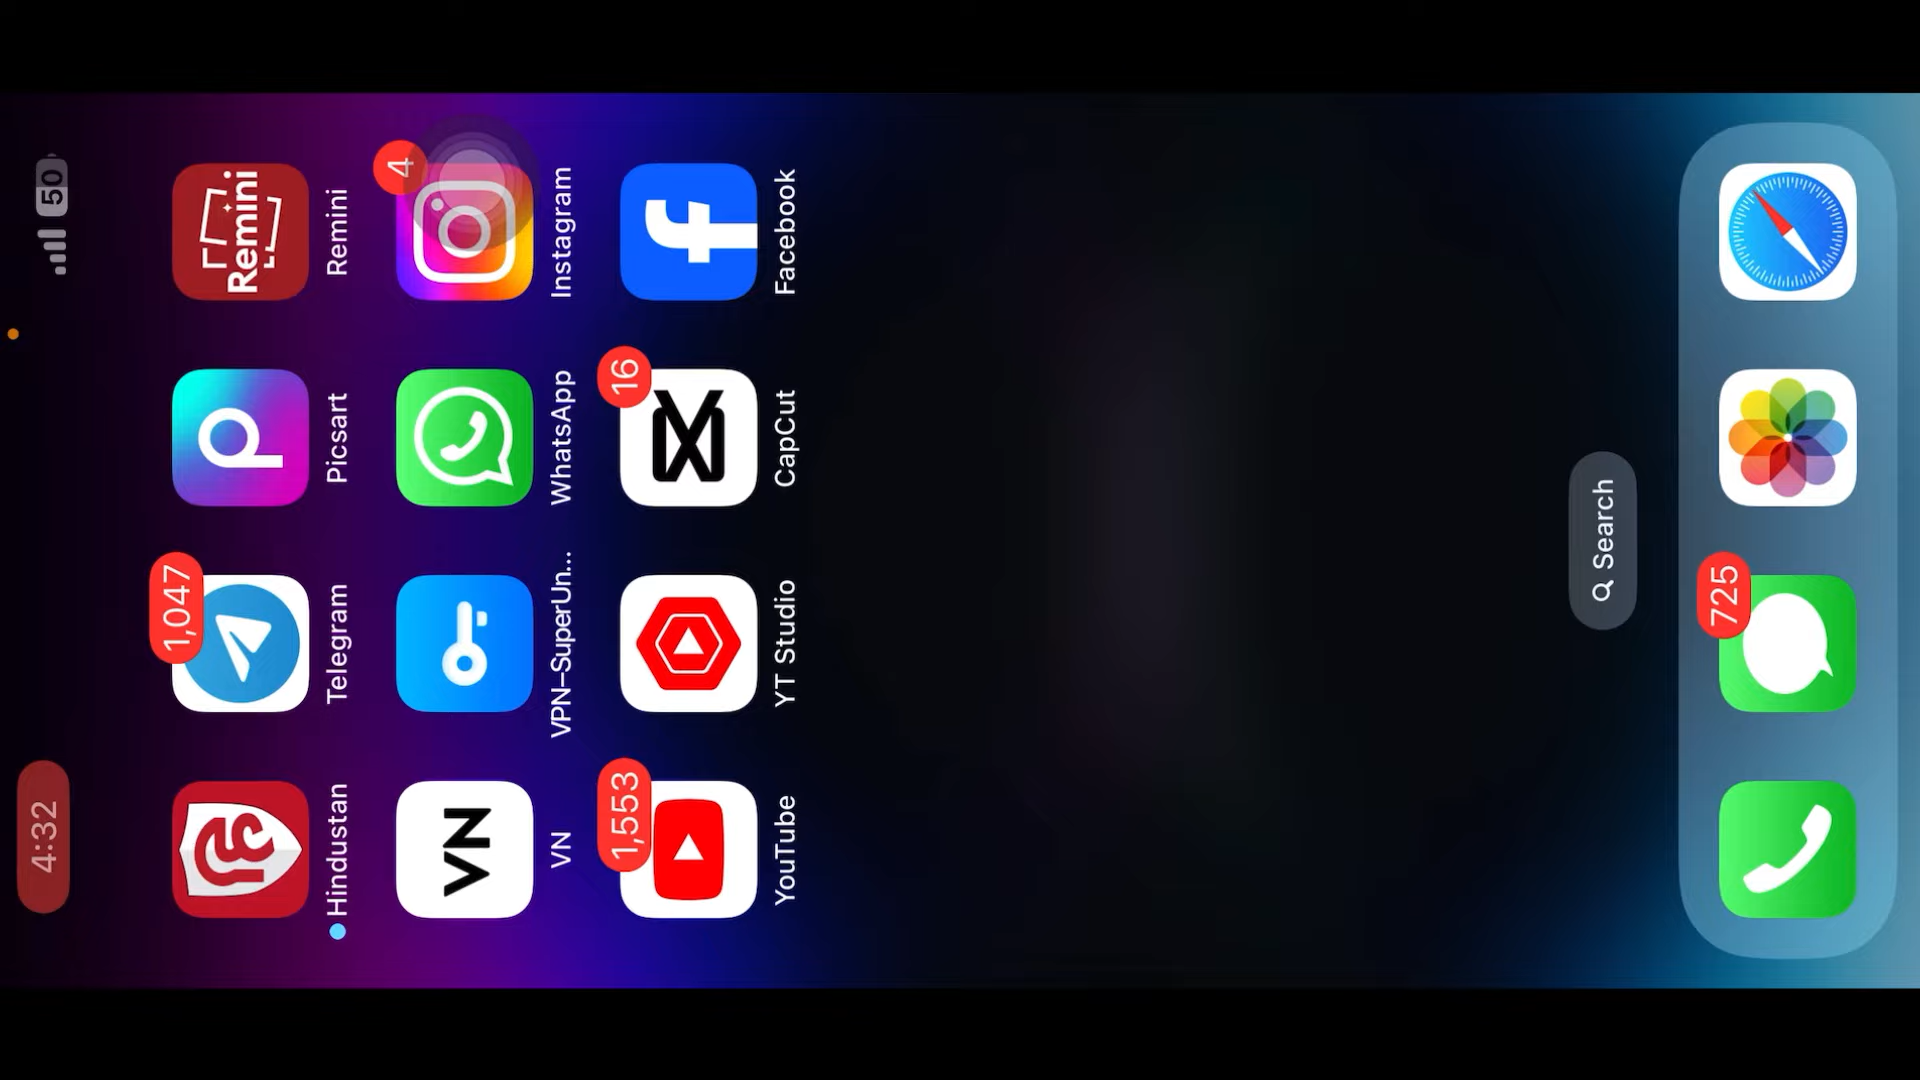 4:32
50
1,047
Remini
Hindustan
Telegram
Picsart
Remini
4
VN
VN
VPN–SuperUn...
WhatsApp
Instagram
1,553
16
YouTube
YT Studio
CapCut
Facebook
Search
725